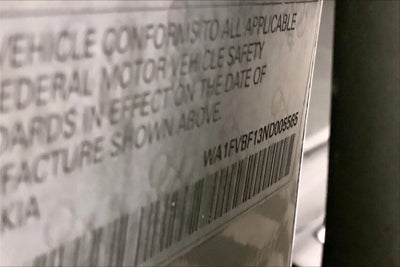 VEHICLE CONFORMS TO ALL APPLICABLE
EDERAL MOTOR VEHICLE SAFETY
DARDS IN EFFECT ON THE DATE OF
FACTURE SHOWN ABOVE.
WA1FVBF13ND005565
KIA